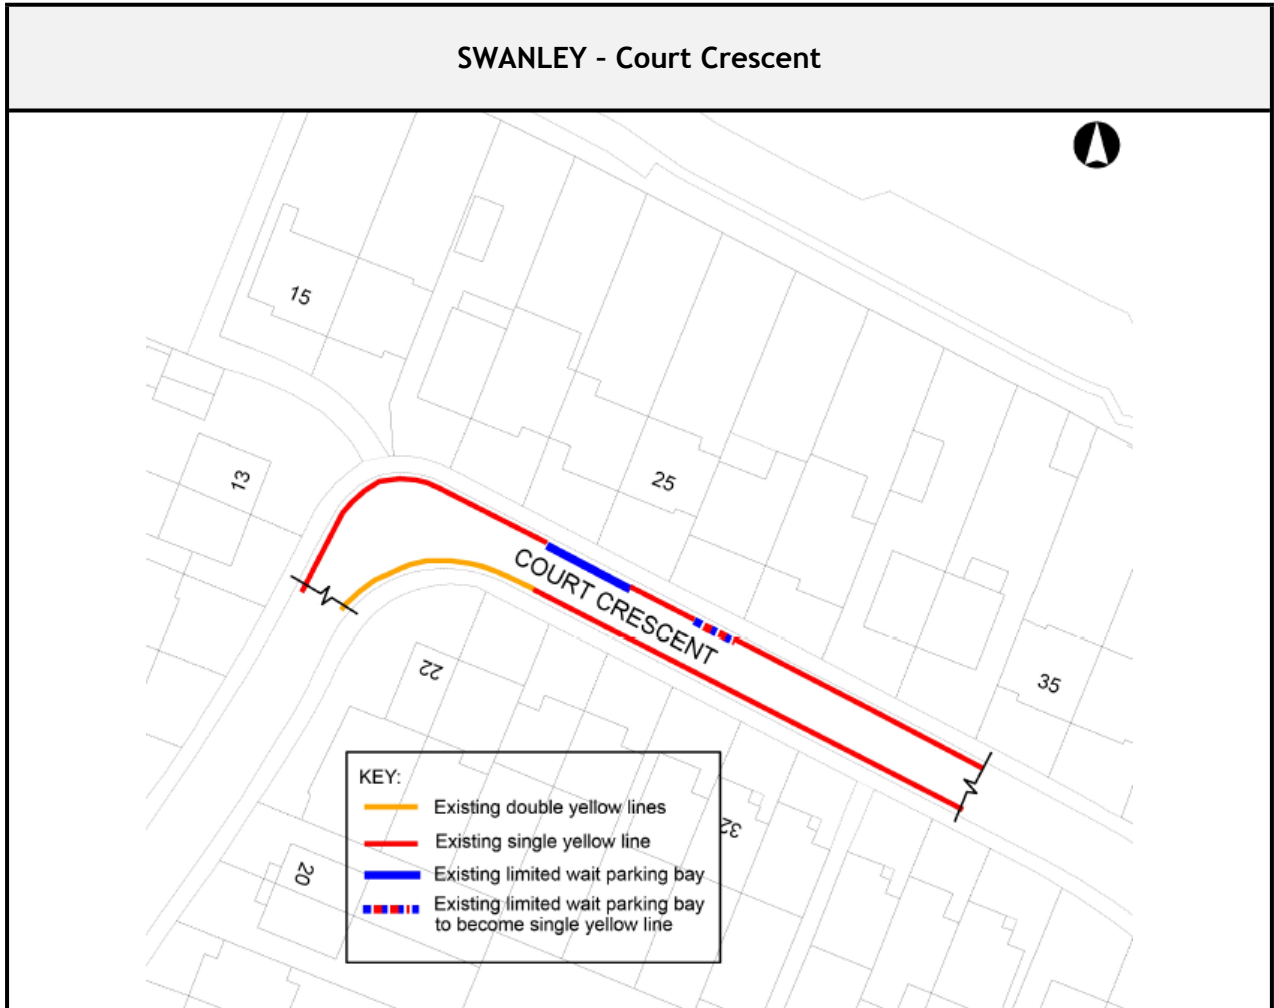 SWANLEY – Court Crescent
15
13
25
COURT CRESCENT
22
35
32
20
KEY:
Existing double yellow lines
Existing single yellow line
Existing limited wait parking bay
Existing limited wait parking bay
to become single yellow line